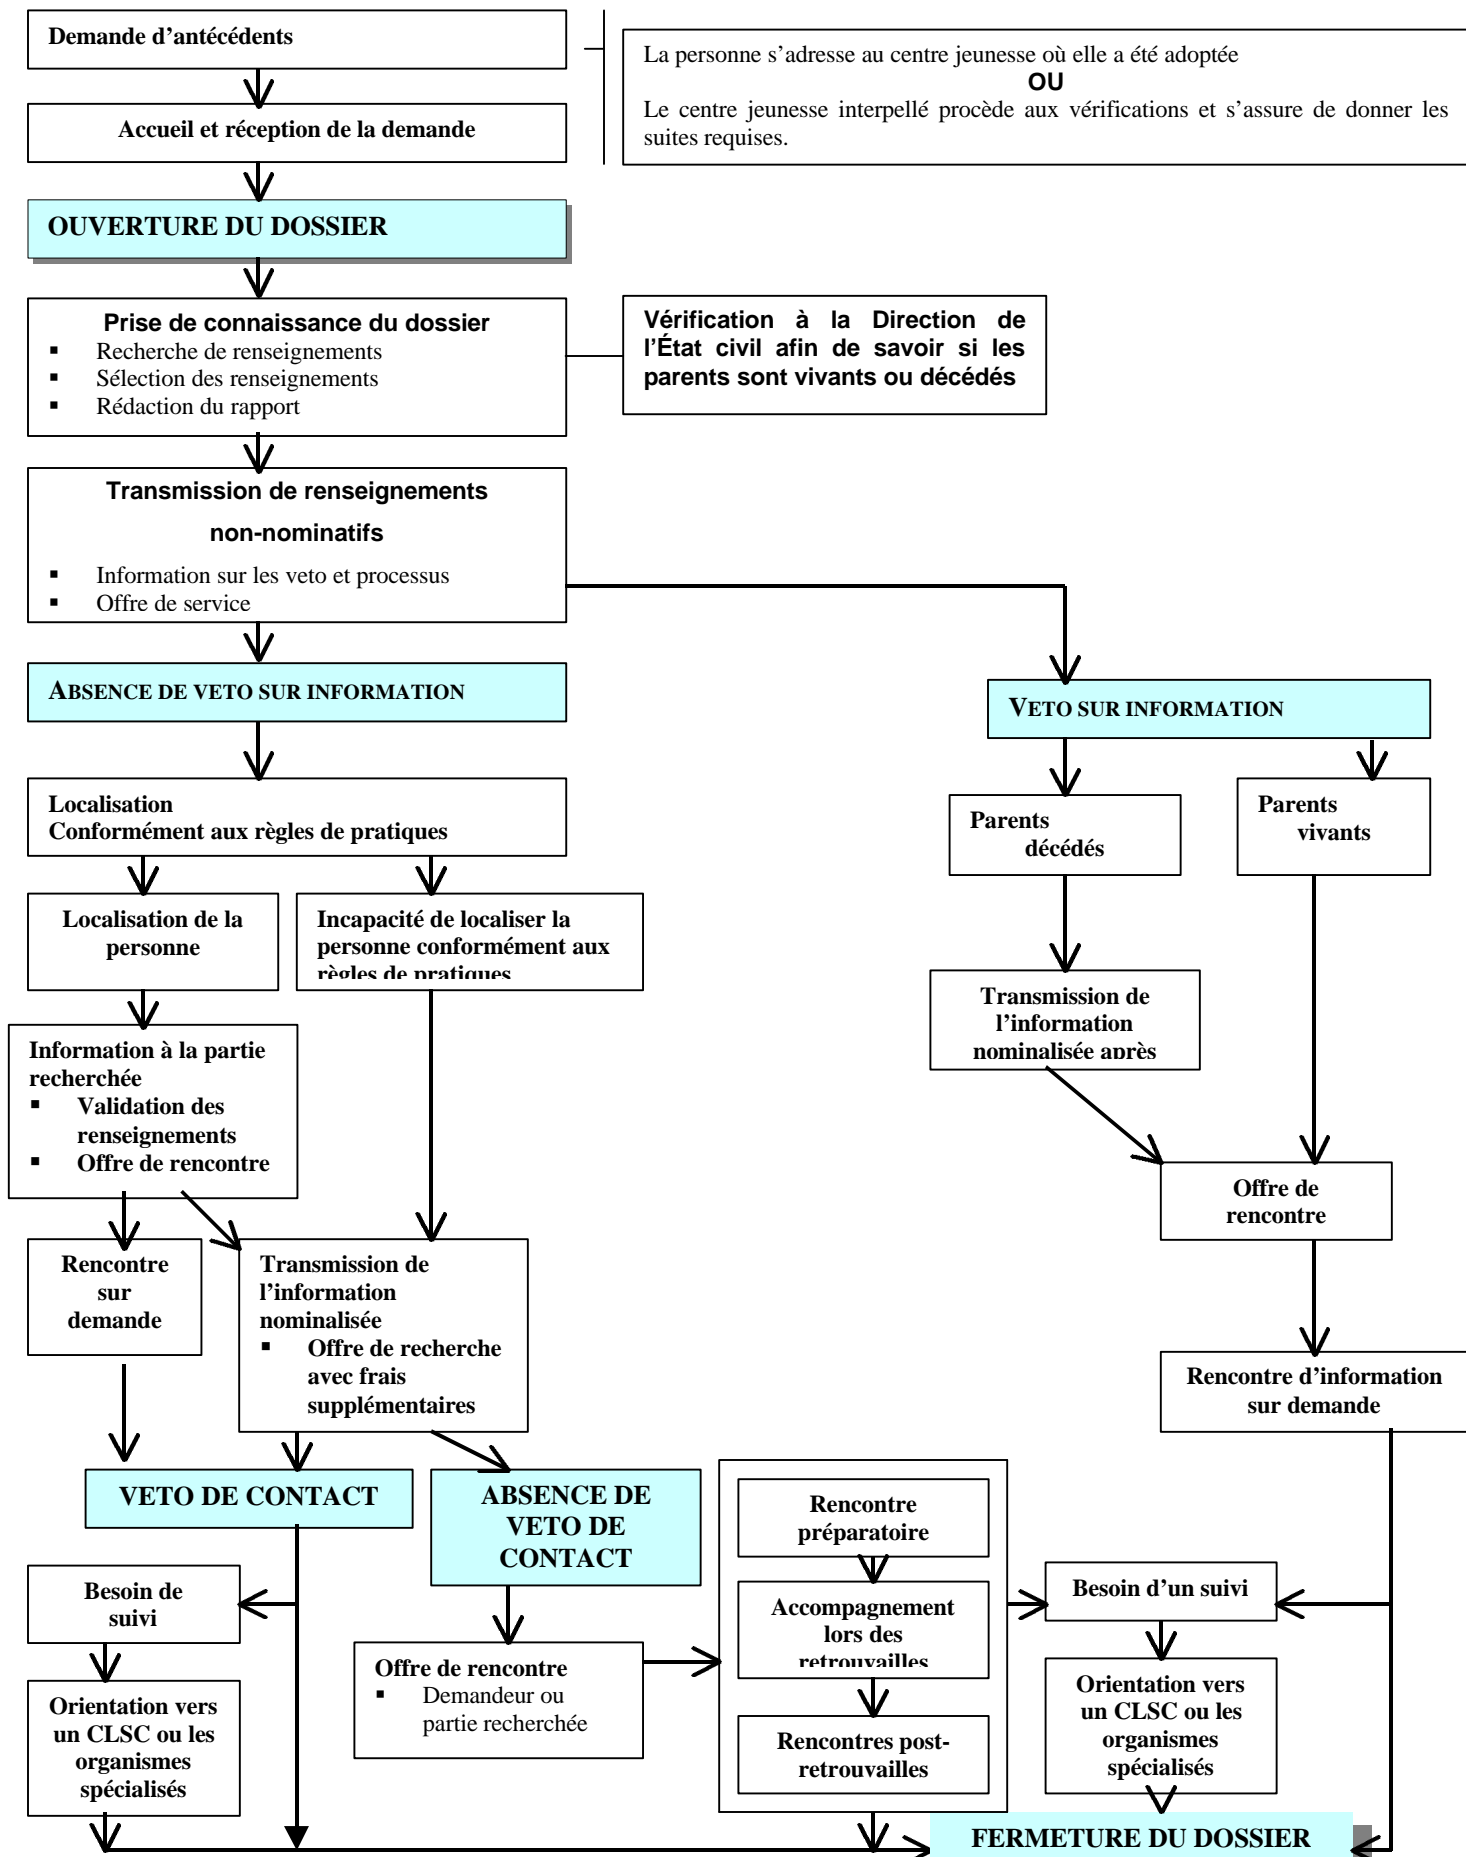 Demande d'antécédents
La personne s'adresse au centre jeunesse où elle a été adoptée
OU
Le centre jeunesse interpellé procède aux vérifications et s'assure de donner les
suites requises.
Accueil et réception de la demande
OUVERTURE DU DOSSIER
Prise de connaissance du dossier
▪ Recherche de renseignements
▪ Sélection des renseignements
▪ Rédaction du rapport
Vérification à la Direction de
l'État civil afin de savoir si les
parents sont vivants ou décédés
Transmission de renseignements
non-nominatifs
▪ Information sur les veto et processus
▪ Offre de service
ABSENCE DE VETO SUR INFORMATION
VETO SUR INFORMATION
Localisation
Conformément aux règles de pratiques
Parents
décédés
Parents
vivants
Localisation de la
personne
Incapacité de localiser la
personne conformément aux
règles de pratiques
Transmission de
l'information
nominalisée après
Information à la partie
recherchée
▪ Validation des
renseignements
▪ Offre de rencontre
Offre de
rencontre
Rencontre
sur
demande
Transmission de
l'information
nominalisée
▪ Offre de recherche
avec frais
supplémentaires
Rencontre d'information
sur demande
VETO DE CONTACT
ABSENCE DE
VETO DE
CONTACT
Rencontre
préparatoire
Accompagnement
lors des
retrouvailles
Rencontres post-
retrouvailles
Besoin de
suivi
Besoin d'un suivi
Offre de rencontre
▪ Demandeur ou
partie recherchée
Orientation vers
un CLSC ou les
organismes
spécialisés
Orientation vers
un CLSC ou les
organismes
spécialisés
FERMETURE DU DOSSIER